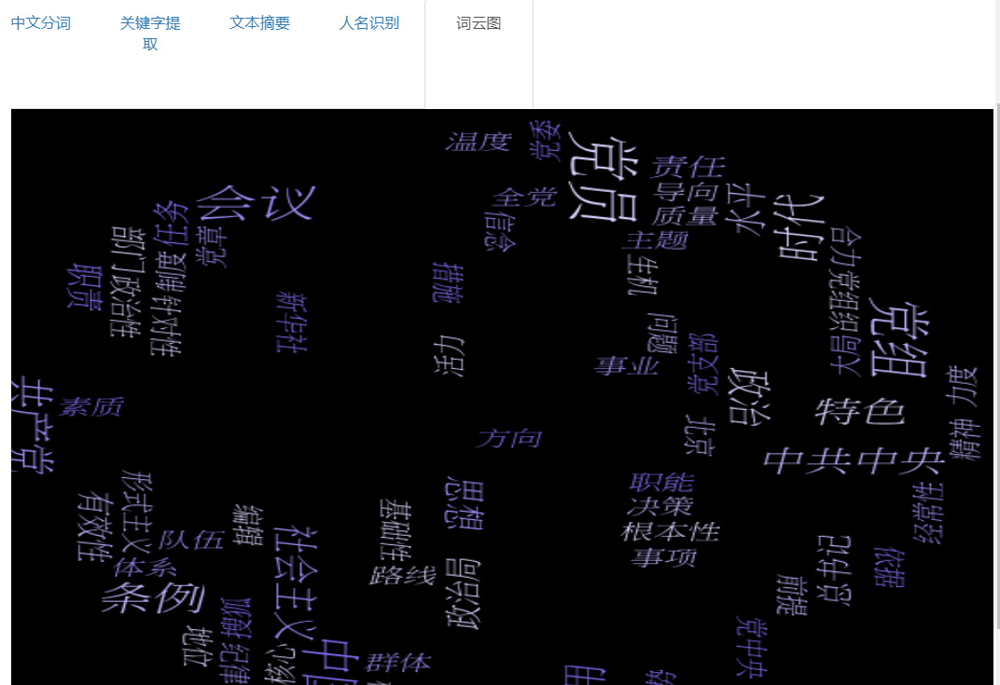 中文分词
关键字提
取
文本摘要
人名识别
词云图
温度
党委
党员
责任
导向
质量
水平
时代
全党
信念
主题
会议
任务
党章
部门
政治性
制度
针对性
职责
新华社
措施
活力
生机
问题
合力
党组织
大局
党组
事业
党支部
政治
特色
力度
精神
共产党
素质
北京
方向
中共中央
职能
决策
根本性
事项
经常性
形式主义
有效性
队伍
体系
编辑
条例
社会主义
基础性
思想
路线
政治局
总书记
前提
依据
搜狐
纪律
地位
核心
群体
党中央